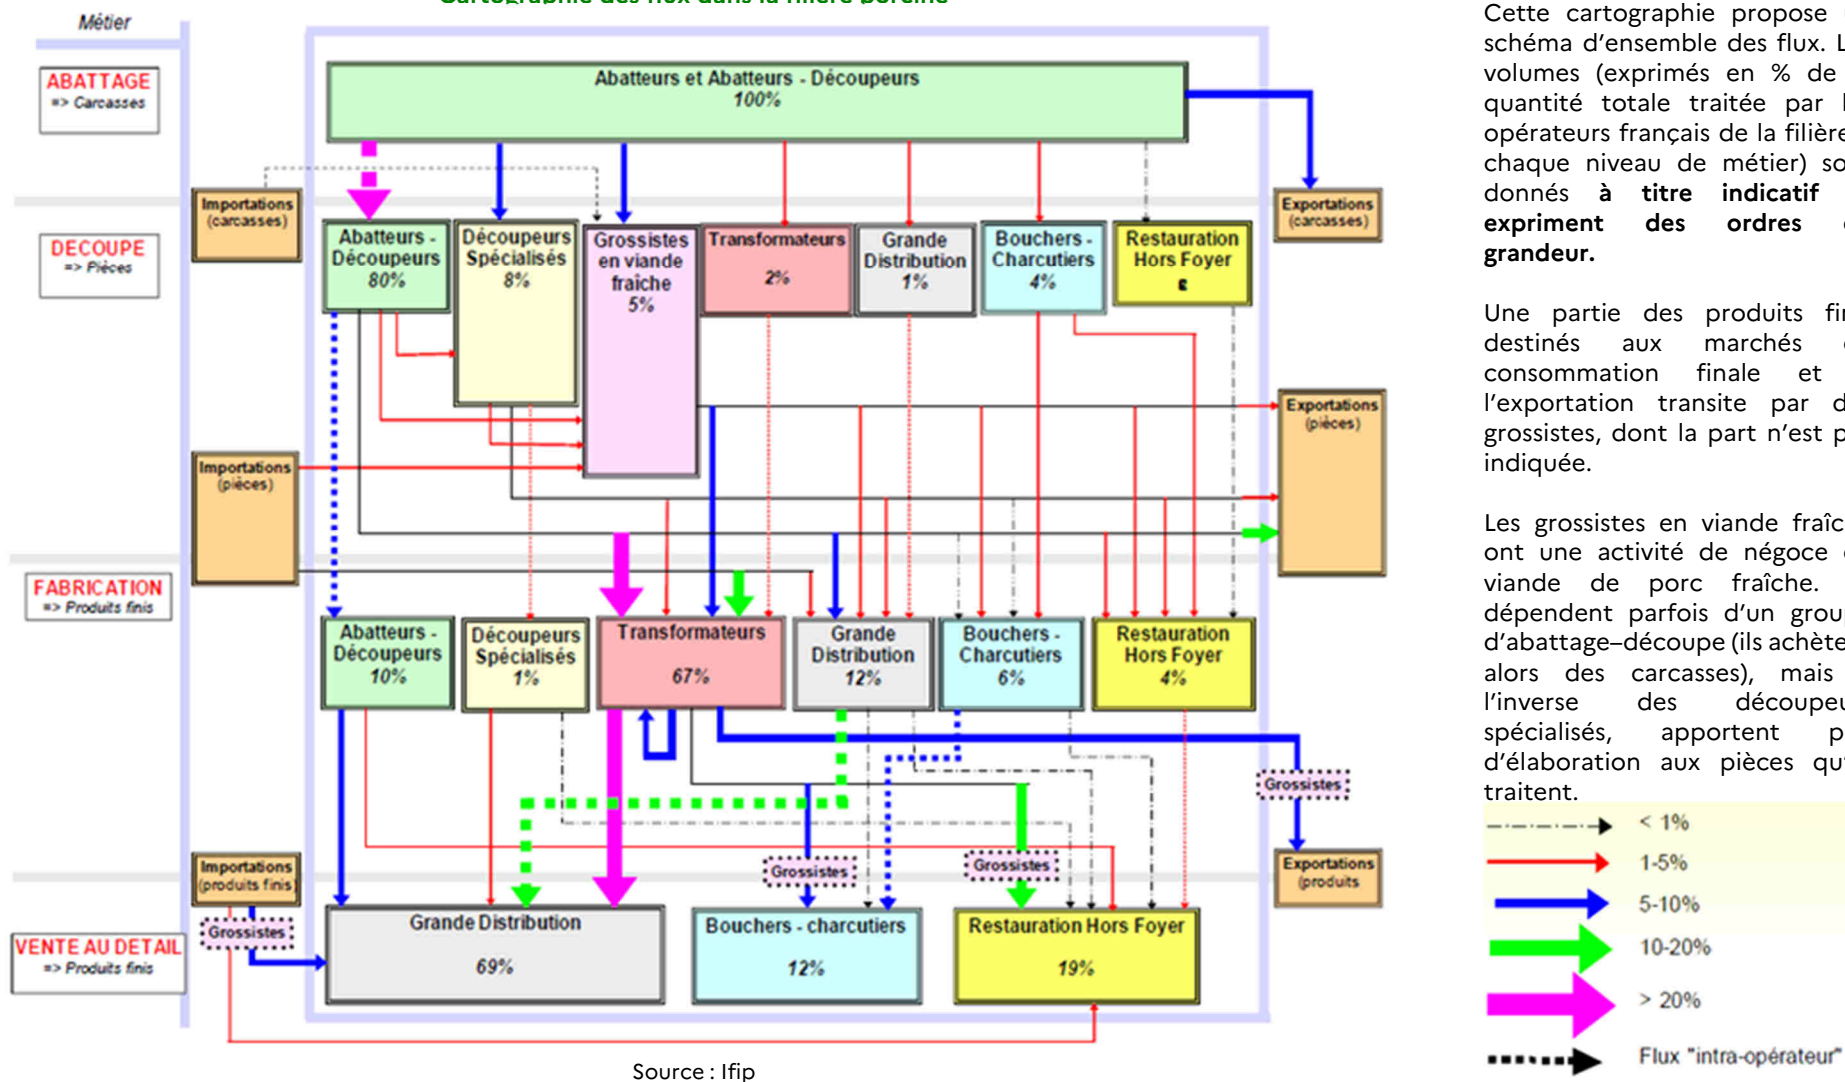 Cartographie des flux dans la filière porcine
Métier
ABATTAGE
=> Carcasses
Abatteurs et Abatteurs - Découpeurs
100%
DECOUPE
=> Pièces
Importations
(carcasses)
Abatteurs -
Découpeurs
80%
Découpeurs
Spécialisés
8%
Grossistes
en viande
fraîche
5%
Transformateurs
2%
Grande
Distribution
1%
Bouchers -
Charcutiers
4%
Restauration
Hors Foyer
ε
Exportations
(carcasses)
Importations
(pièces)
Exportations
(pièces)
FABRICATION
=> Produits finis
Abatteurs -
Découpeurs
10%
Découpeurs
Spécialisés
1%
Transformateurs
67%
Grande
Distribution
12%
Bouchers -
Charcutiers
6%
Restauration
Hors Foyer
4%
Grossistes
Grossistes
Grossistes
Importations
(produits finis)
Grossistes
Exportations
(produits
VENTE AU DETAIL
=> Produits finis
Grande Distribution
69%
Bouchers - charcutiers
12%
Restauration Hors Foyer
19%
Source : Ifip
Cette cartographie propose
schéma d'ensemble des flux. L
volumes (exprimés en % de
quantité totale traitée par
opérateurs français de la filière
chaque niveau de métier) so
donnés à titre indicatif
expriment des ordres
grandeur.
Une partie des produits fin
destinés aux marchés
consommation finale et
l'exportation transite par d
grossistes, dont la part n'est p
indiquée.
Les grossistes en viande fraîc
ont une activité de négoce
viande de porc fraîche.
dépendent parfois d'un group
d'abattage–découpe (ils achète
alors des carcasses), mais
l'inverse des découpeu
spécialisés, apportent p
d'élaboration aux pièces qu'
traitent.
< 1%
1-5%
5-10%
10-20%
> 20%
Flux "intra-opérateur"